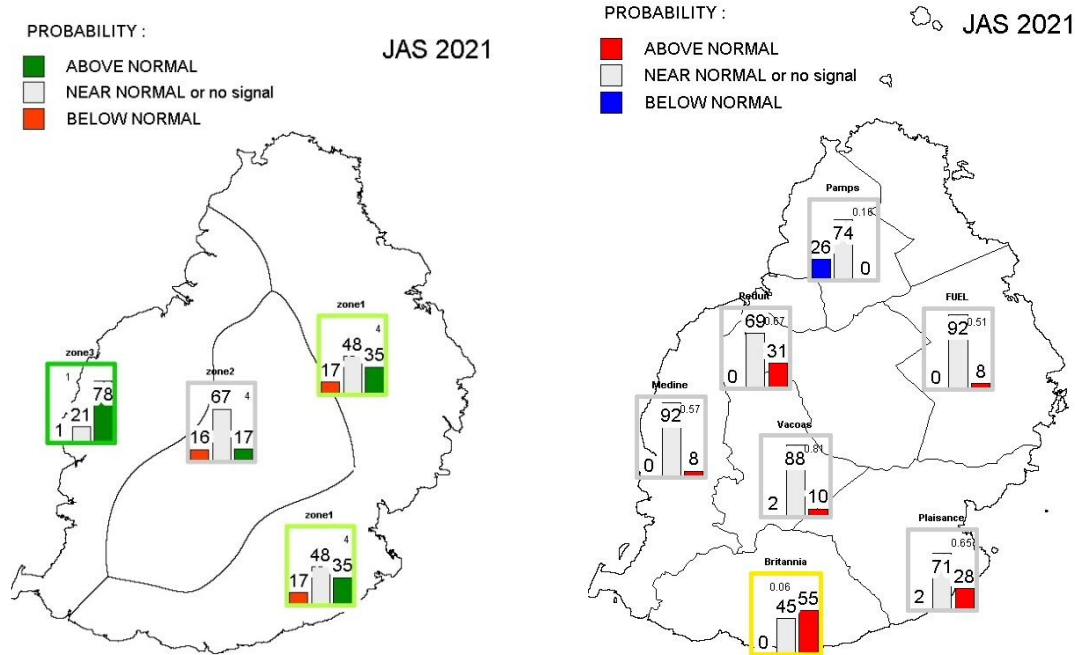 PROBABILITY :
JAS 2021
ABOVE NORMAL
NEAR NORMAL or no signal
BELOW NORMAL
zone1
4
48
35
17
zone3
1
78
21
1
zone2
4
67
16
17
zone1
4
48
35
17
PROBABILITY :
JAS 2021
ABOVE NORMAL
NEAR NORMAL or no signal
BELOW NORMAL
Pamps
0.16
74
26
0
Reduit
0.67
69
31
0
FUEL
0.51
92
0
8
Medine
0.57
92
0
8
Vacoas
0.81
88
2
10
Plaisance
0.65
71
28
2
Britannia
0.06
55
45
0